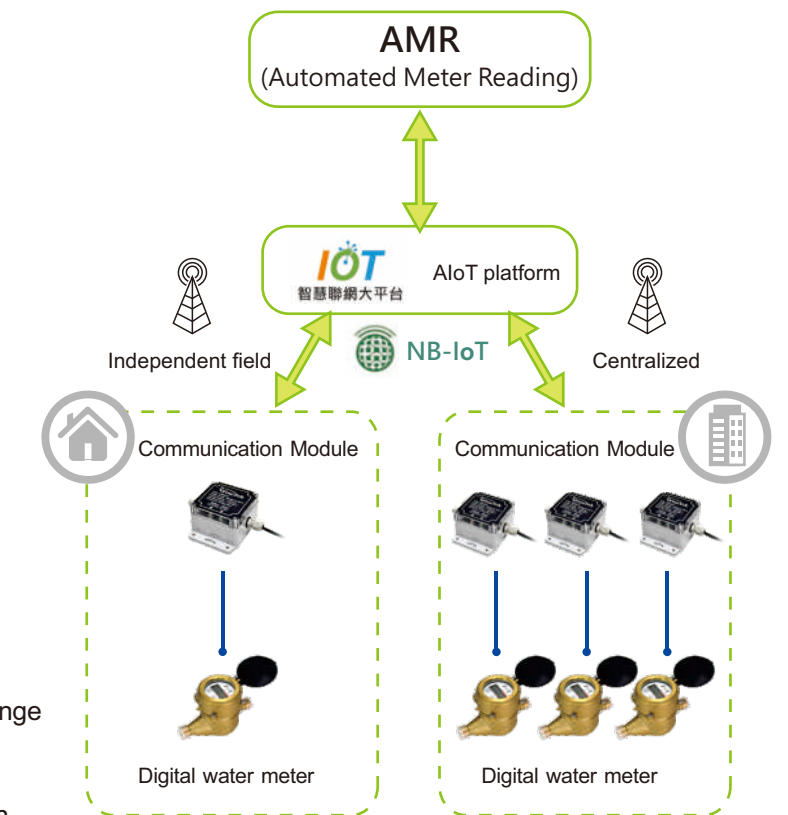 AMR
(Automated Meter Reading)
IOT
智慧聯網大平台
AIoT platform
Independent field
NB-IoT
Centralized
Communication Module
Communication Module
nge
Digital water meter
Digital water meter